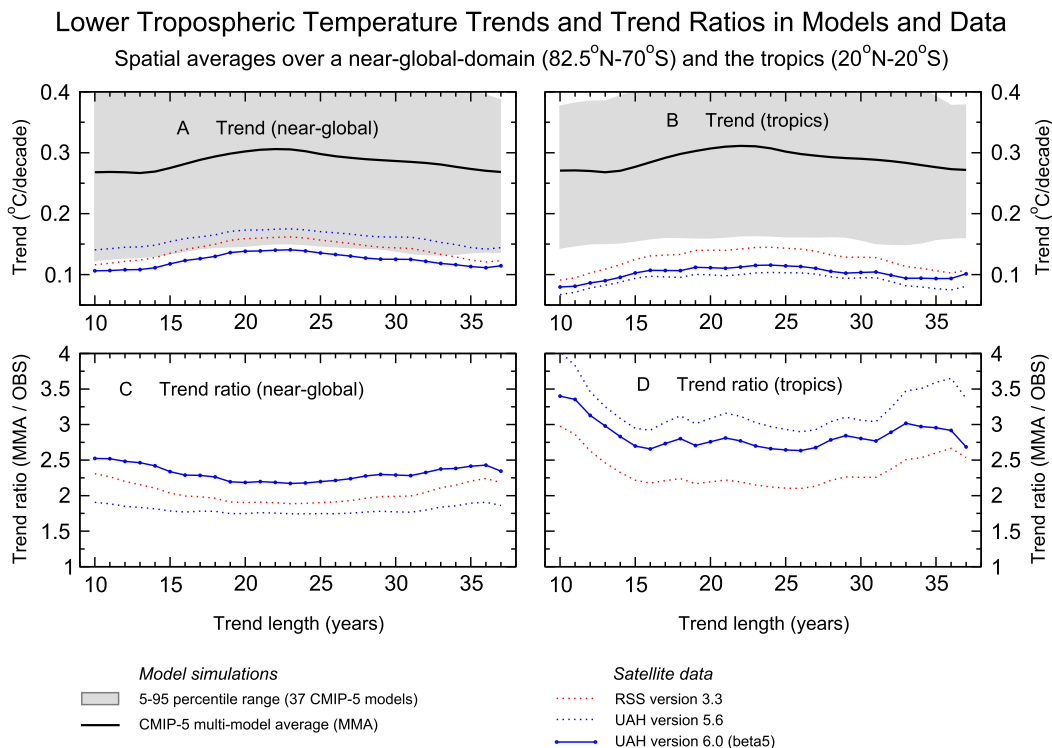 Lower Tropospheric Temperature Trends and Trend Ratios in Models and Data
Spatial averages over a near-global-domain (82.5°N-70°S) and the tropics (20°N-20°S)
A Trend (near-global)
Trend (°C/decade)
0.4
0.3
0.2
0.1
10 15 20 25 30 35
B Trend (tropics)
Trend (°C/decade)
0.4
0.3
0.2
0.1
10 15 20 25 30 35
C Trend ratio (near-global)
Trend ratio (MMA / OBS)
4
3.5
3
2.5
2
1.5
1
10 15 20 25 30 35
Trend length (years)
D Trend ratio (tropics)
Trend ratio (MMA / OBS)
4
3.5
3
2.5
2
1.5
1
10 15 20 25 30 35
Trend length (years)
Model simulations
5-95 percentile range (37 CMIP-5 models)
CMIP-5 multi-model average (MMA)
Satellite data
RSS version 3.3
UAH version 5.6
UAH version 6.0 (beta5)